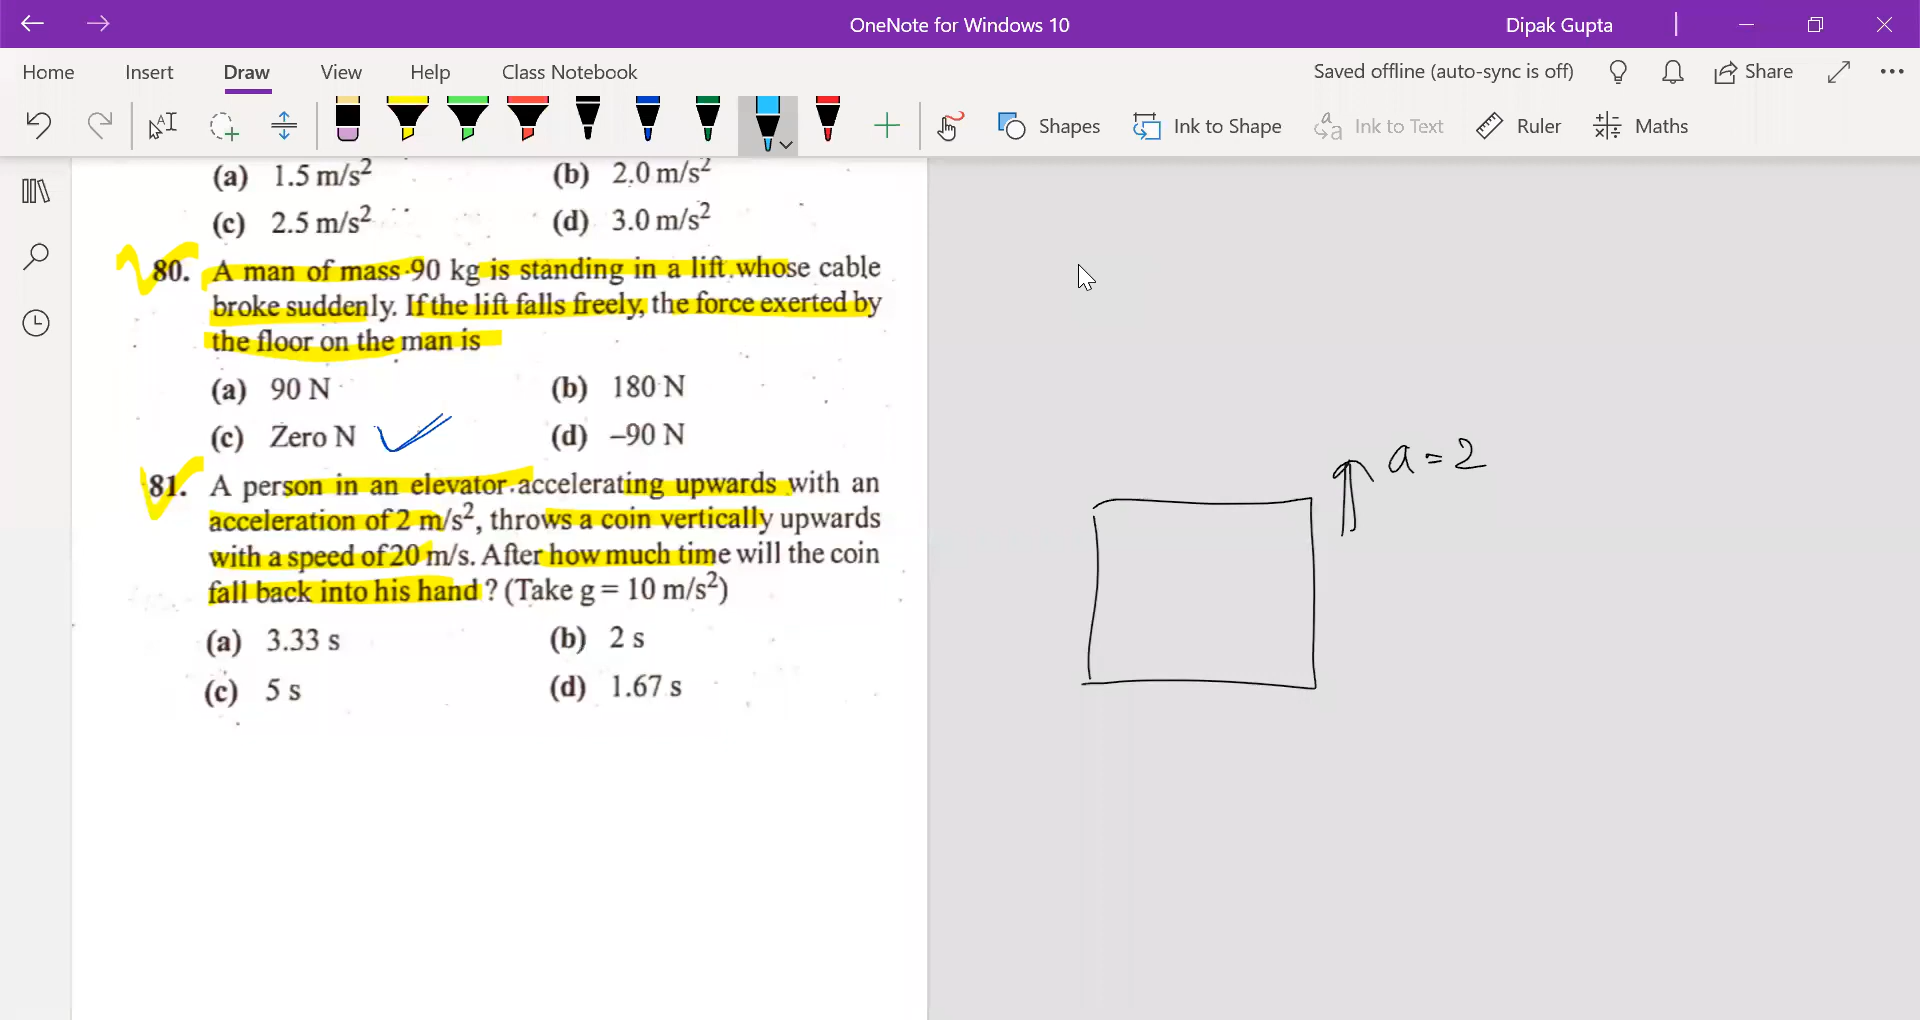 OneNote for Windows 10
Dipak Gupta
Home Insert Draw View Help Class Notebook
Saved offline (auto-sync is off) Share
Shapes Ink to Shape Ink to Text Ruler Maths
(a) 1.5 m/s² (b) 2.0 m/s²
(c) 2.5 m/s² (d) 3.0 m/s²
80. A man of mass 90 kg is standing in a lift whose cable
broke suddenly. If the lift falls freely, the force exerted by
the floor on the man is
(a) 90 N (b) 180 N
(c) Zero N (d) –90 N
81. A person in an elevator accelerating upwards with an
acceleration of 2 m/s², throws a coin vertically upwards
with a speed of 20 m/s. After how much time will the coin
fall back into his hand? (Take g = 10 m/s²)
(a) 3.33 s (b) 2 s
(c) 5 s (d) 1.67 s
a = 2